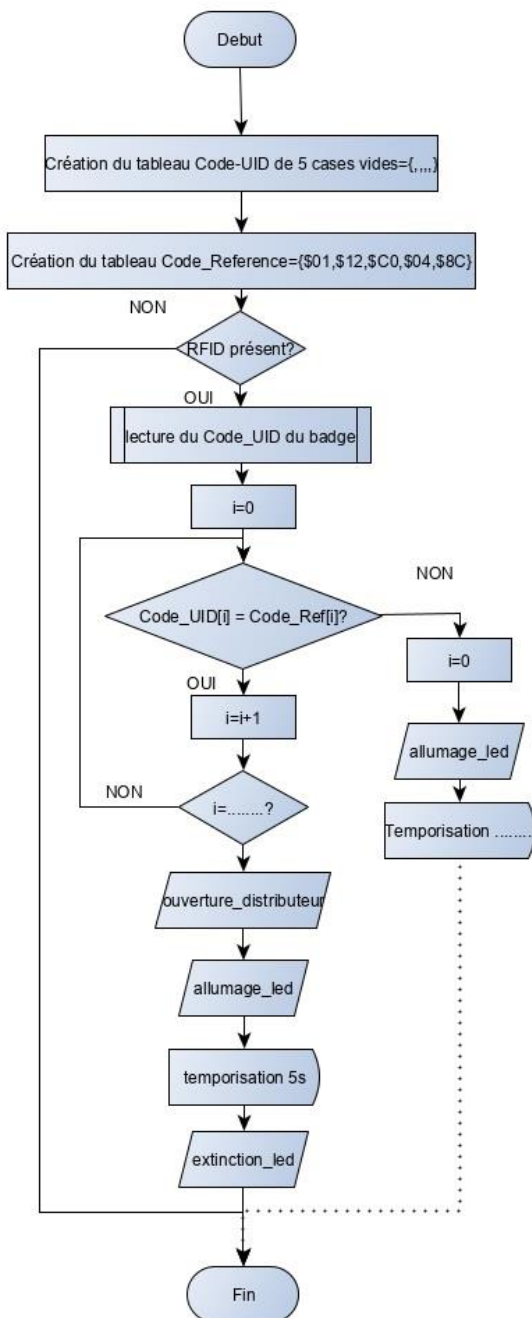 Debut
Création du tableau Code-UID de 5 cases vides={,,,,}
Création du tableau Code_Reference={$01,$12,$C0,$04,$8C}
NON
RFID présent?
OUI
lecture du Code_UID du badge
i=0
NON
Code_UID[i] = Code_Ref[i]?
i=0
OUI
i=i+1
allumage_led
NON
i=........?
Temporisation .........
ouverture_distributeur
allumage_led
temporisation 5s
extinction_led
Fin